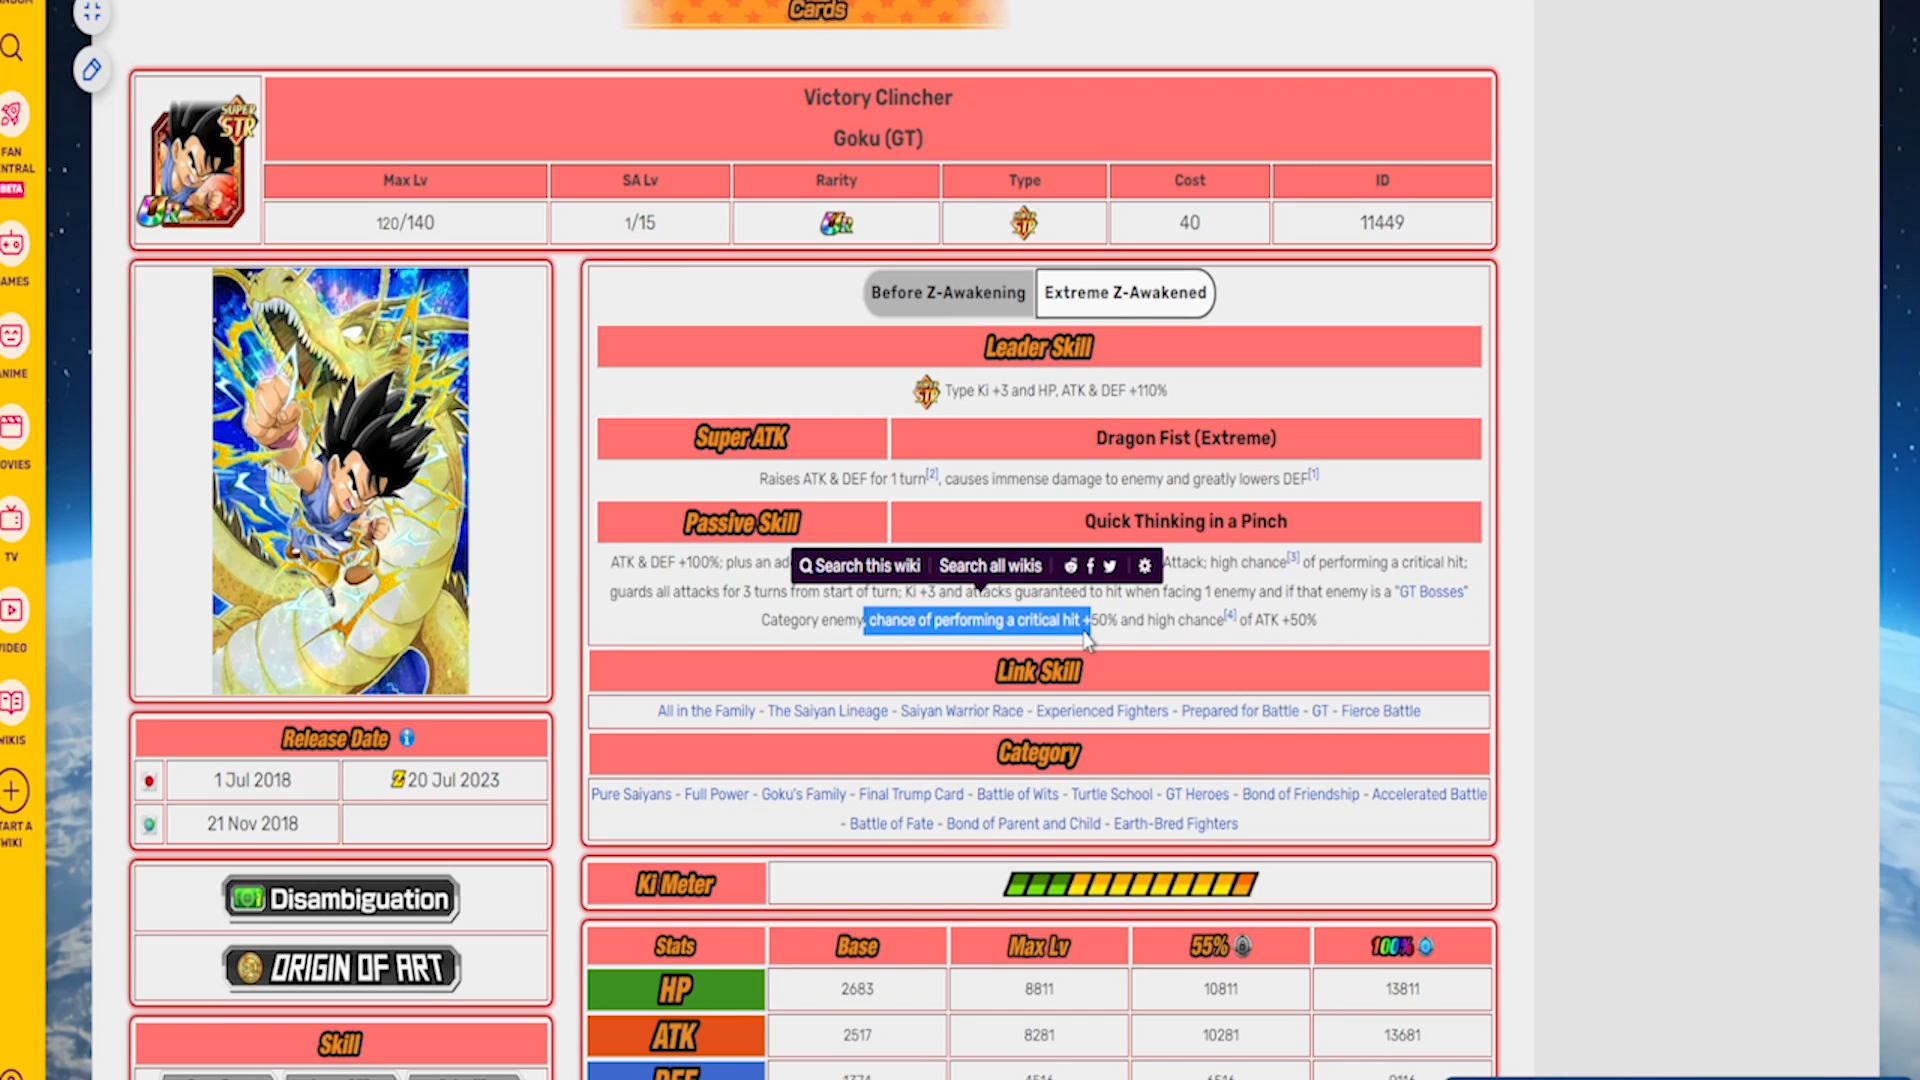 Cards
Victory Clincher
Goku (GT)
SUPER
STR
UR
Max Lv
SA Lv
Rarity
Type
Cost
ID
120/140
1/15
UR
SUPER
STR
40
11449
FAN
BETA
Before Z-Awakening
Extreme Z-Awakened
Leader Skill
SUPER
STR
Type Ki +3 and HP, ATK & DEF +110%
Super ATK
Dragon Fist (Extreme)
Raises ATK & DEF for 1 turn[2], causes immense damage to enemy and greatly lowers DEF[1]
Passive Skill
Quick Thinking in a Pinch
ATK & DEF +100%; plus an ad
Search this wiki
Search all wikis
Attack; high chance[3] of performing a critical hit;
guards all attacks for 3 turns from start of turn; Ki +3 and attacks guaranteed to hit when facing 1 enemy and if that enemy is a "GT Bosses"
Category enemy, chance of performing a critical hit +50% and high chance[4] of ATK +50%
Link Skill
All in the Family - The Saiyan Lineage - Saiyan Warrior Race - Experienced Fighters - Prepared for Battle - GT - Fierce Battle
Category
Pure Saiyans - Full Power - Goku's Family - Final Trump Card - Battle of Wits - Turtle School - GT Heroes - Bond of Friendship - Accelerated Battle
- Battle of Fate - Bond of Parent and Child - Earth-Bred Fighters
Release Date
1 Jul 2018
Z 20 Jul 2023
21 Nov 2018
Disambiguation
ORIGIN OF ART
Skill
Ki Meter
Stats
Base
Max Lv
55%
100%
HP
2683
8811
10811
13811
ATK
2517
8281
10281
13681
TV